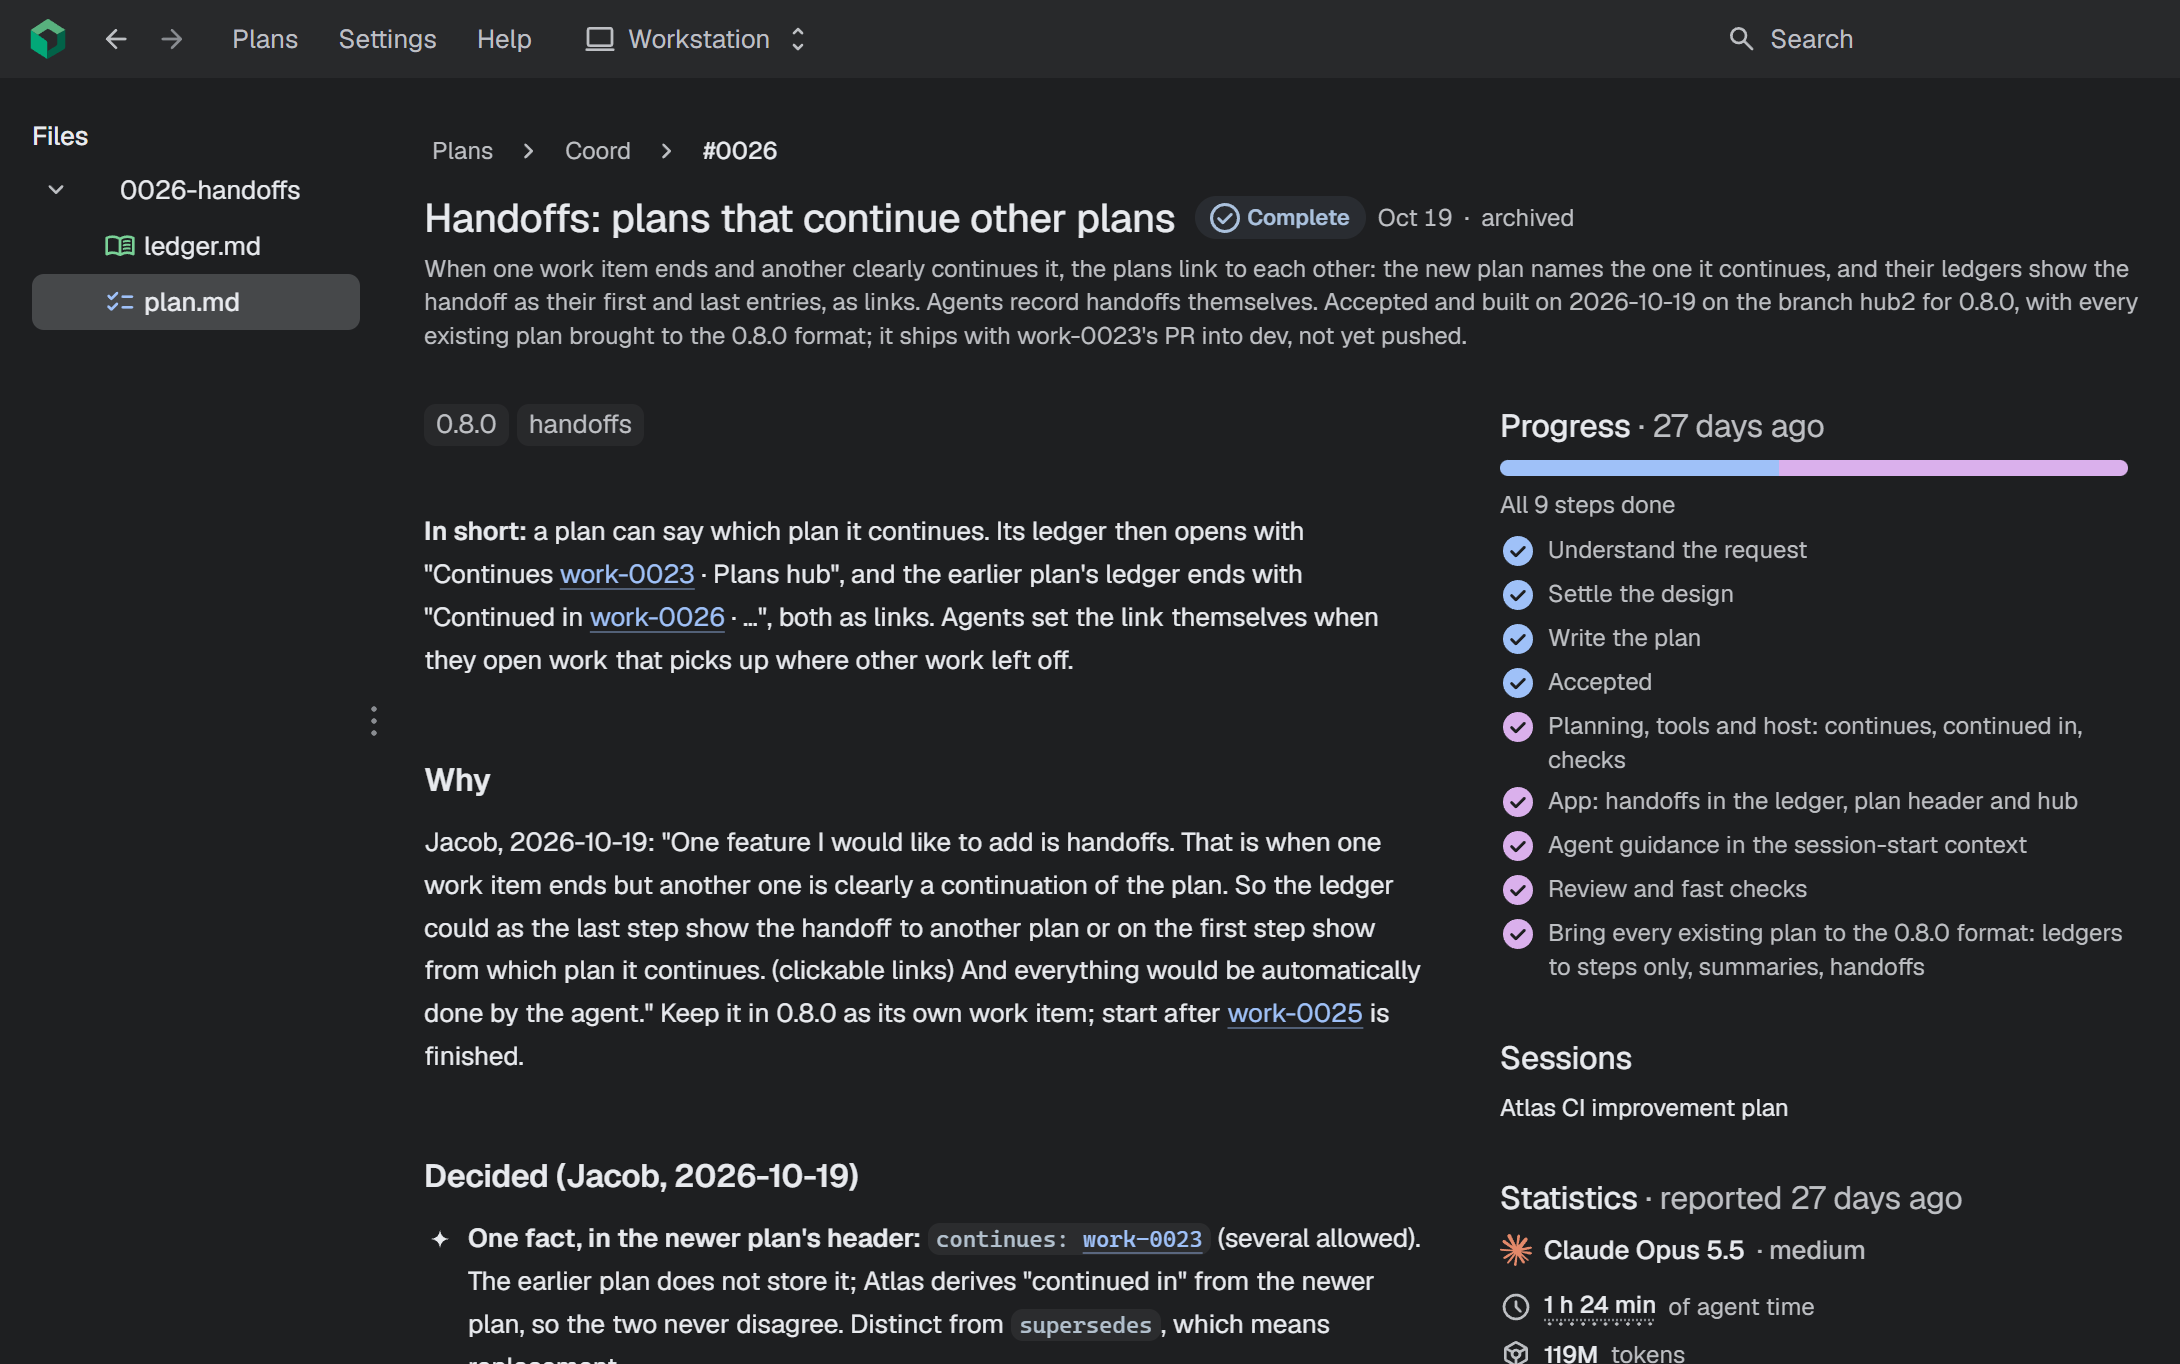 Plans
Settings
Help
Workstation
Search
Files
0026-handoffs
ledger.md
plan.md
Plans
Coord
#0026
Handoffs: plans that continue other plans
Complete
Oct 19 · archived
When one work item ends and another clearly continues it, the plans link to each other: the new plan names the one it continues, and their ledgers show the
handoff as their first and last entries, as links. Agents record handoffs themselves. Accepted and built on 2026-10-19 on the branch hub2 for 0.8.0, with every
existing plan brought to the 0.8.0 format; it ships with work-0023's PR into dev, not yet pushed.
0.8.0
handoffs
In short: a plan can say which plan it continues. Its ledger then opens with
"Continues work-0023 · Plans hub", and the earlier plan's ledger ends with
"Continued in work-0026 · ...", both as links. Agents set the link themselves when
they open work that picks up where other work left off.
Why
Jacob, 2026-10-19: "One feature I would like to add is handoffs. That is when one
work item ends but another one is clearly a continuation of the plan. So the ledger
could as the last step show the handoff to another plan or on the first step show
from which plan it continues. (clickable links) And everything would be automatically
done by the agent." Keep it in 0.8.0 as its own work item; start after work-0025 is
finished.
Decided (Jacob, 2026-10-19)
One fact, in the newer plan's header: continues: work-0023 (several allowed).
The earlier plan does not store it; Atlas derives "continued in" from the newer
plan, so the two never disagree. Distinct from supersedes, which means
replacement.
Progress · 27 days ago
All 9 steps done
Understand the request
Settle the design
Write the plan
Accepted
Planning, tools and host: continues, continued in,
checks
App: handoffs in the ledger, plan header and hub
Agent guidance in the session-start context
Review and fast checks
Bring every existing plan to the 0.8.0 format: ledgers
to steps only, summaries, handoffs
Sessions
Atlas CI improvement plan
Statistics · reported 27 days ago
Claude Opus 5.5 · medium
1 h 24 min of agent time
119M tokens